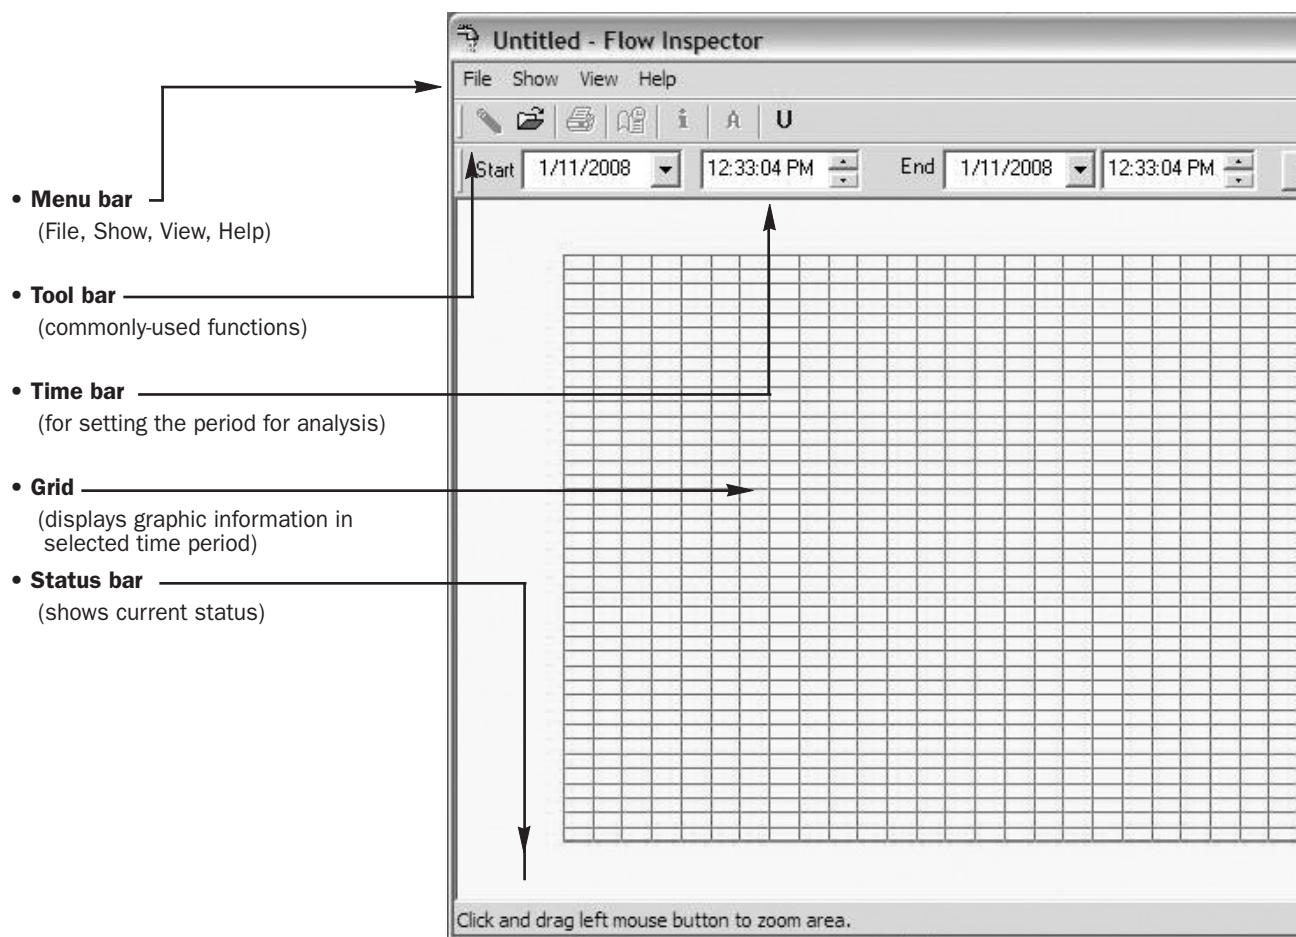 Untitled - Flow Inspector
File Show View Help
i A U
Start 1/11/2008 12:33:04 PM End 1/11/2008 12:33:04 PM
• Menu bar
(File, Show, View, Help)
• Tool bar
(commonly-used functions)
• Time bar
(for setting the period for analysis)
• Grid
(displays graphic information in
selected time period)
• Status bar
(shows current status)
Click and drag left mouse button to zoom area.